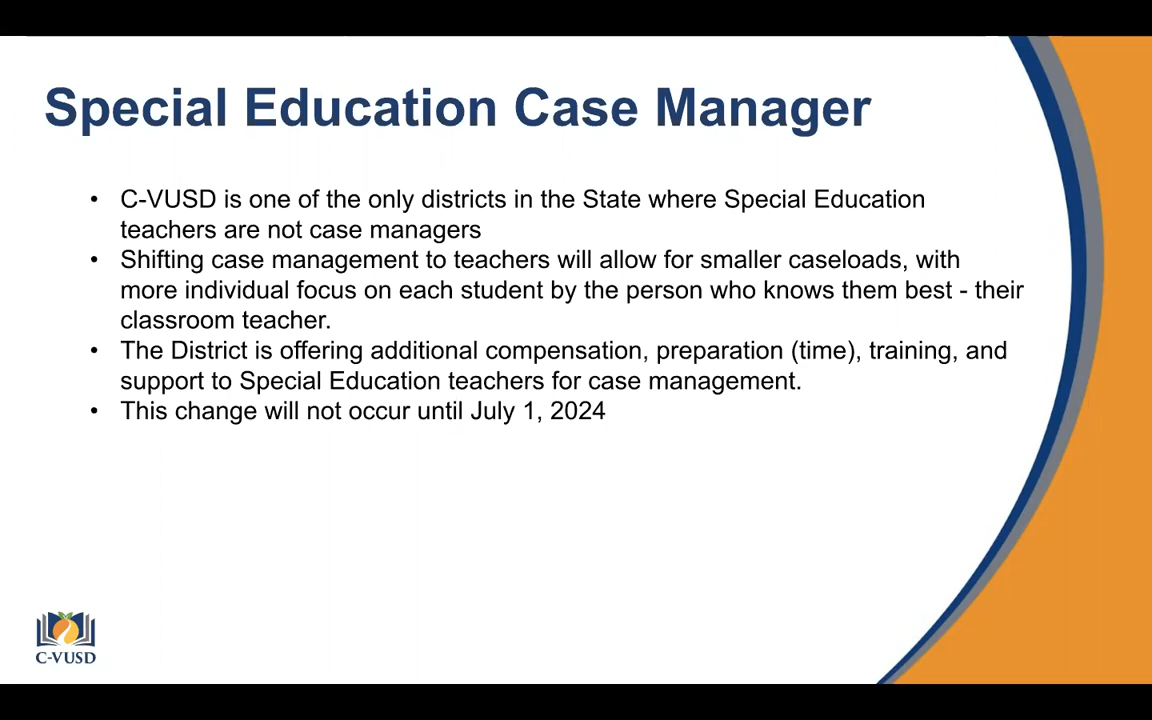 Special Education Case Manager
• C-VUSD is one of the only districts in the State where Special Education
teachers are not case managers
• Shifting case management to teachers will allow for smaller caseloads, with
more individual focus on each student by the person who knows them best - their
classroom teacher.
• The District is offering additional compensation, preparation (time), training, and
support to Special Education teachers for case management.
• This change will not occur until July 1, 2024
C-VUSD